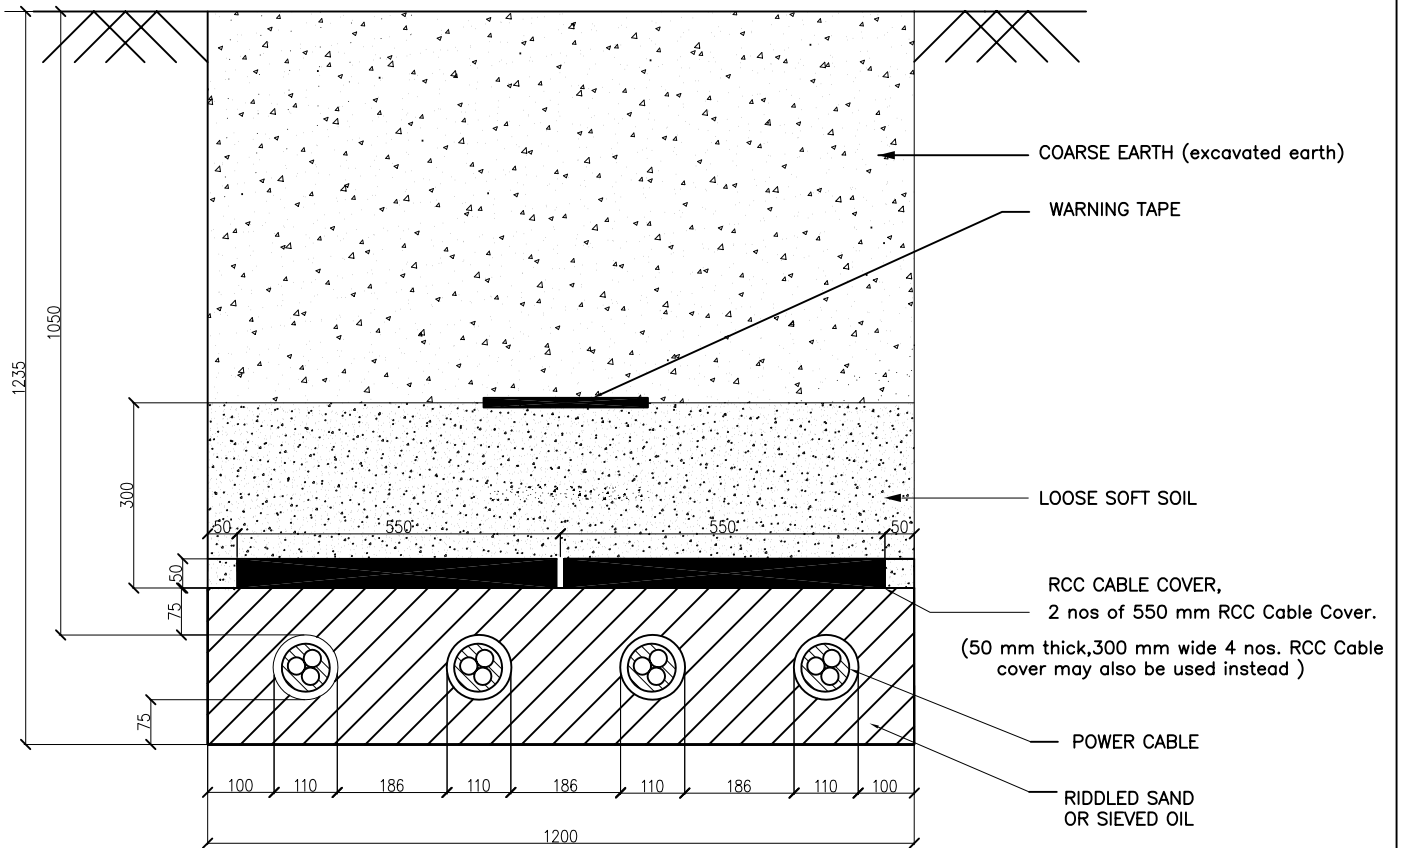 COARSE EARTH (excavated earth)
WARNING TAPE
1050
1235
300
LOOSE SOFT SOIL
50 550 550 50
50
RCC CABLE COVER,
75
2 nos of 550 mm RCC Cable Cover.
(50 mm thick,300 mm wide 4 nos. RCC Cable
cover may also be used instead )
75
POWER CABLE
100 110 186 110 186 110 186 110 100
RIDDLED SAND
OR SIEVED OIL
1200